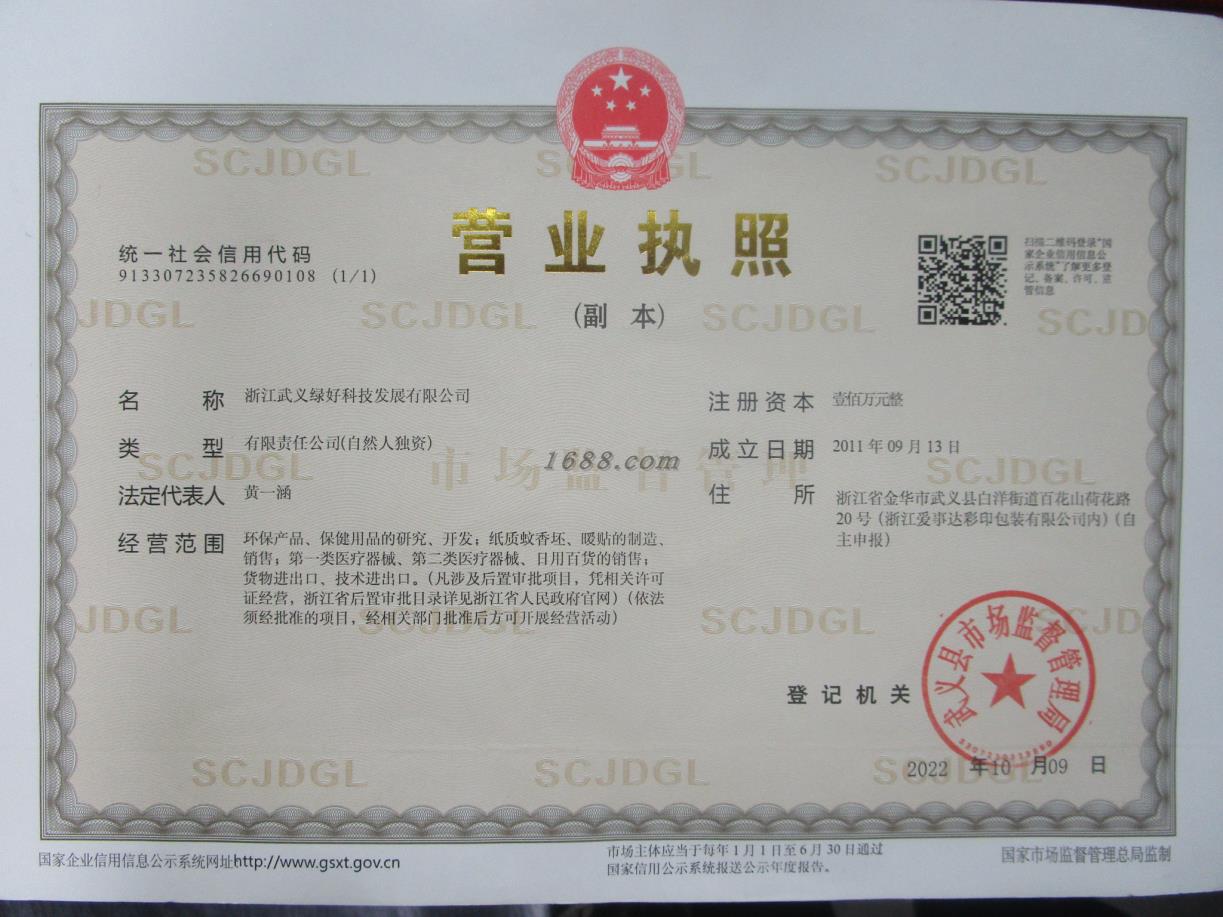 SCJDGL
营业执照
(副 本)
统一社会信用代码
913307235826690108 (1/1)
扫描二维码登录“国
家企业信用信息公
示系统”了解更多登
记、备案、许可、监
管信息
名 称 浙江武义绿好科技发展有限公司
类 型 有限责任公司(自然人独资)
法定代表人 黄一涵
经营范围 环保产品、保健用品的研究、开发；纸质蚊香坯、暖贴的制造、
销售；第一类医疗器械、第二类医疗器械、日用百货的销售；
货物进出口、技术进出口。（凡涉及后置审批项目，凭相关许可
证经营，浙江省后置审批目录详见浙江省人民政府官网）（依法
须经批准的项目，经相关部门批准后方可开展经营活动）
注册资本 壹佰万元整
成立日期 2011 年 09 月 13 日
住 所 浙江省金华市武义县白洋街道百花山荷花路
20 号（浙江爱事达彩印包装有限公司内）（自
主申报）
市场监督管理
1688.com
登记机关
武义县市场监督管理局
2022 年10 月09 日
国家企业信用信息公示系统网址http://www.gsxt.gov.cn
市场主体应当于每年 1 月 1 日至 6 月 30 日通过
国家信用公示系统报送公示年度报告。
国家市场监督管理总局监制